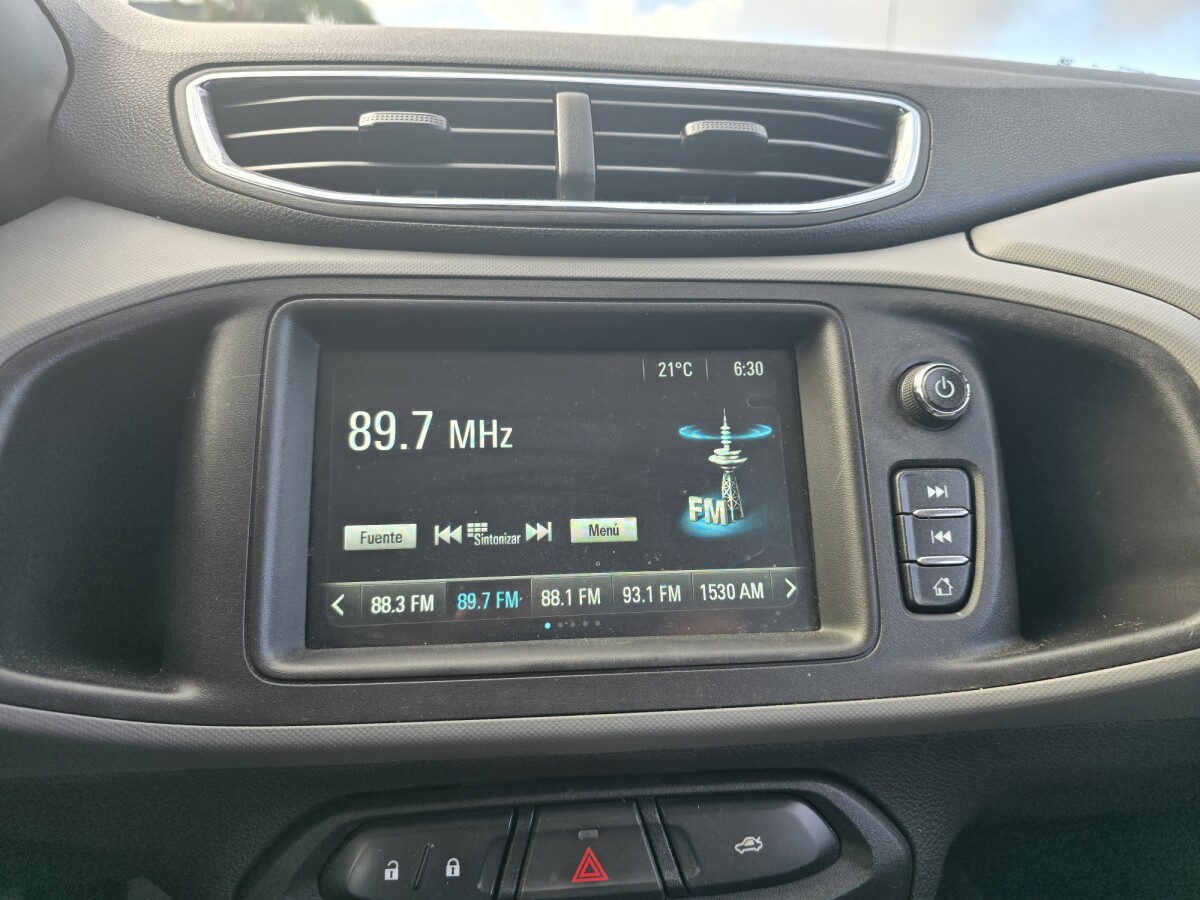 21°C 6:30
89.7 MHz
FM
Fuente Sintonizar Menú
88.3 FM 89.7 FM 88.1 FM 93.1 FM 1530 AM